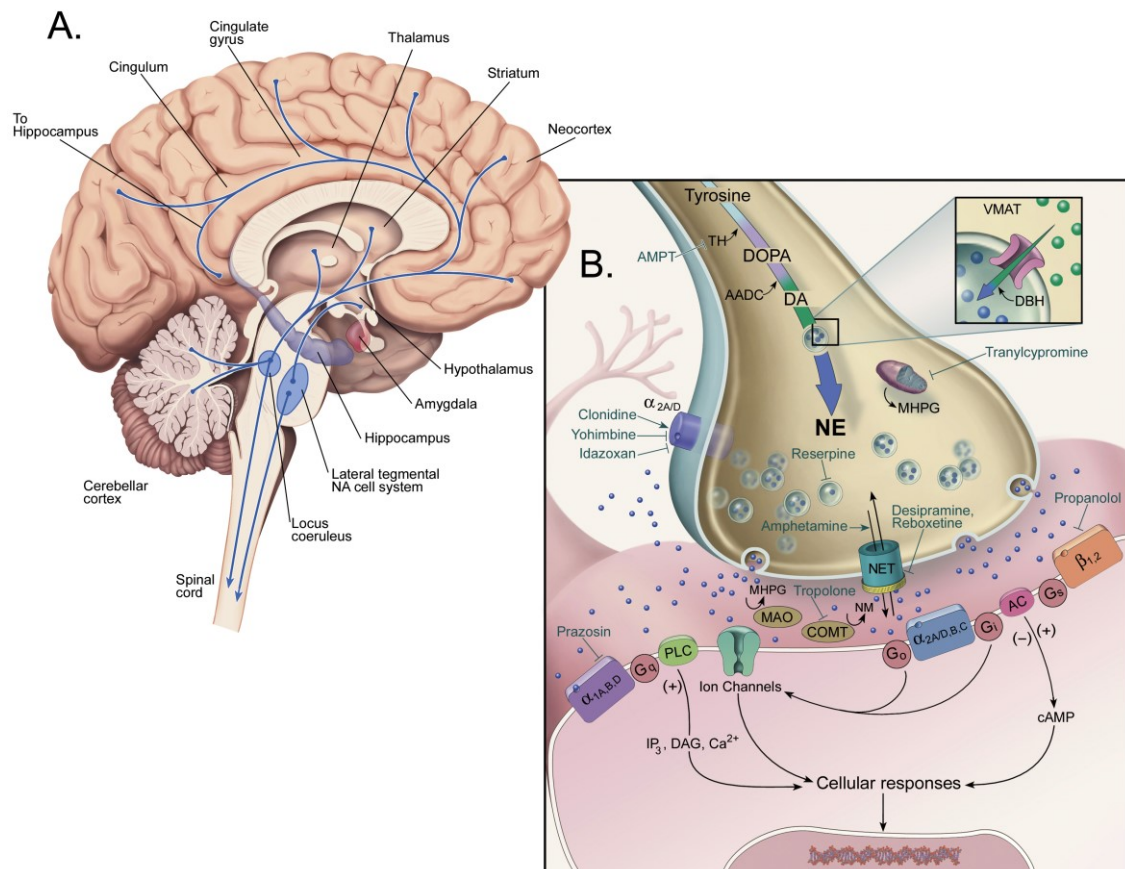 A.
Cingulate
gyrus
Thalamus
Cingulum
Striatum
To
Hippocampus
Neocortex
Hypothalamus
Amygdala
Hippocampus
Lateral tegmental
NA cell system
Cerebellar
cortex
Locus
coeruleus
Spinal
cord
B.
Tyrosine
VMAT
TH
AMPT
DOPA
AADC
DA
DBH
Tranylcypromine
MHPG
α2A/D
Clonidine
Yohimbine
Idazoxan
NE
Reserpine
Amphetamine
Desipramine,
Reboxetine
Propanolol
NET
β1,2
MHPG
Tropolone
NM
MAO
COMT
AC
Gs
Gi
α2A/D,B,C
(–) (+)
Go
Prazosin
PLC
Gq
α1A,B,D
(+)
Ion Channels
cAMP
IP3, DAG, Ca2+
Cellular responses